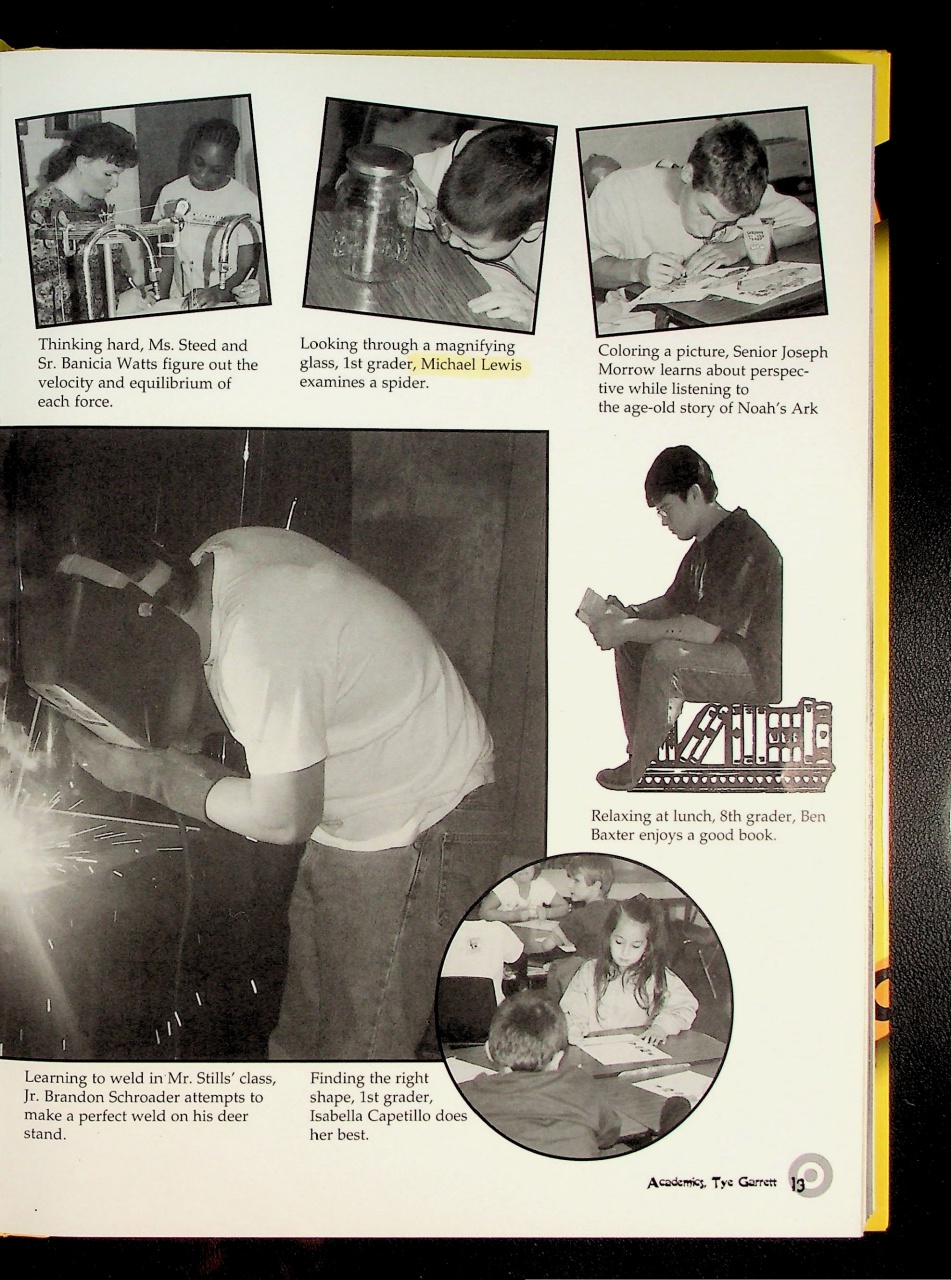 Thinking hard, Ms. Steed and
Sr. Banicia Watts figure out the
velocity and equilibrium of
each force.
Looking through a magnifying
glass, 1st grader, Michael Lewis
examines a spider.
Coloring a picture, Senior Joseph
Morrow learns about perspec-
tive while listening to
the age-old story of Noah's Ark
Relaxing at lunch, 8th grader, Ben
Baxter enjoys a good book.
Learning to weld in Mr. Stills' class,
Jr. Brandon Schroader attempts to
make a perfect weld on his deer
stand.
Finding the right
shape, 1st grader,
Isabella Capetillo does
her best.
Academics, Tye Garrett 13